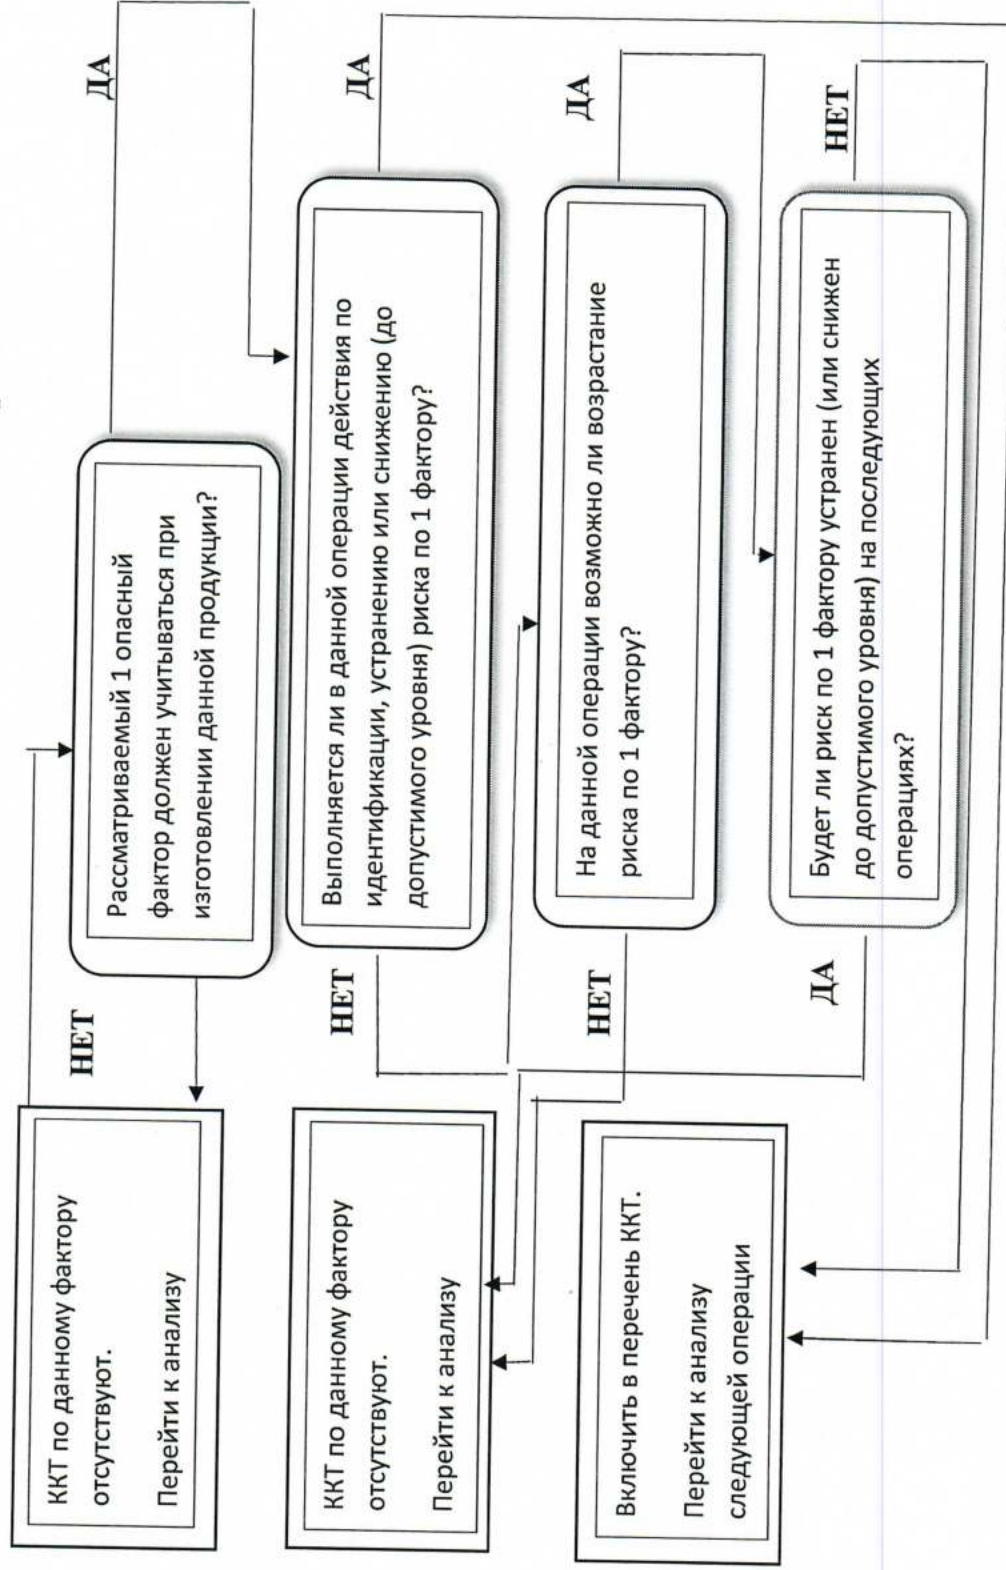 ККТ по данному фактору
отсутствуют.
Перейти к анализу
НЕТ
Рассматриваемый 1 опасный
фактор должен учитываться при
изготовлении данной продукции?
ДА
ККТ по данному фактору
отсутствуют.
Перейти к анализу
НЕТ
Выполняется ли в данной операции действия по
идентификации, устранению или снижению (до
допустимого уровня) риска по 1 фактору?
ДА
НЕТ
На данной операции возможно ли возрастание
риска по 1 фактору?
ДА
Включить в перечень ККТ.
Перейти к анализу
следующей операции
ДА
Будет ли риск по 1 фактору устранен (или снижен
до допустимого уровня) на последующих
операциях?
НЕТ